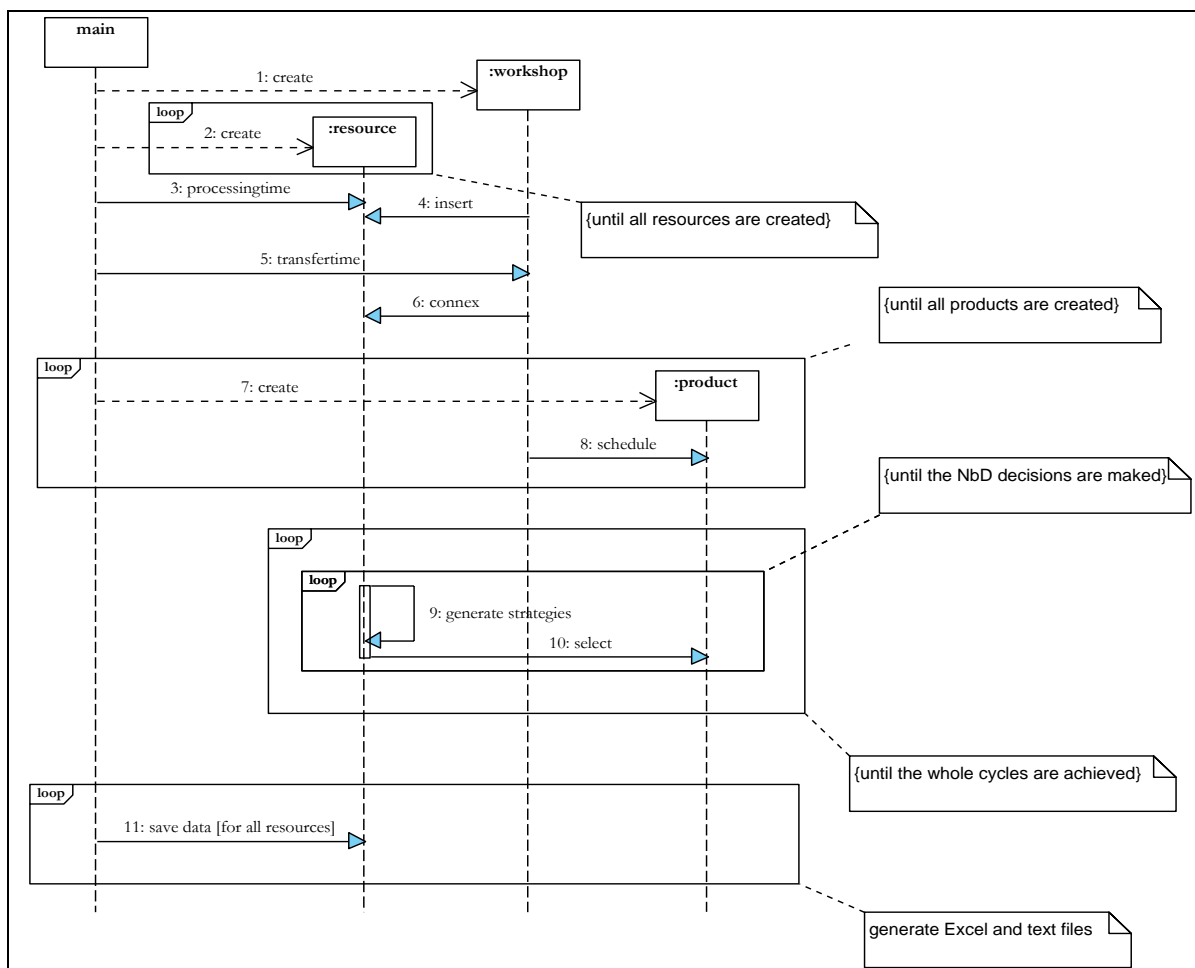 main
1: create
:workshop
loop
2: create
:resource
3: processingtime
4: insert
{until all resources are created}
5: transfertime
6: connex
{until all products are created}
loop
7: create
:product
8: schedule
{until the NbD decisions are maked}
loop
loop
9: generate strategies
10: select
{until the whole cycles are achieved}
loop
11: save data [for all resources]
generate Excel and text files